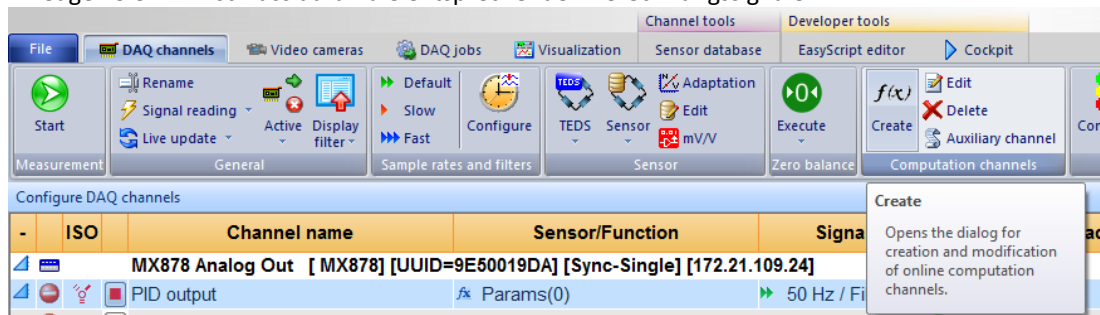 Channel tools Developer tools
File DAQ channels Video cameras DAQ jobs Visualization Sensor database EasyScript editor Cockpit
Start
Rename
Signal reading
Live update
Active
Display filter
Default
Slow
Fast
Configure
TEDS
TEDS
Sensor
Adaptation
Edit
mV/V
Execute
f(x)
Create
Edit
Delete
Auxiliary channel
Measurement General Sample rates and filters Sensor Zero balance Computation channels
Configure DAQ channels
Create
Opens the dialog for
creation and modification
of online computation
channels.
- ISO Channel name Sensor/Function Signa
MX878 Analog Out [ MX878] [UUID=9E50019DA] [Sync-Single] [172.21.109.24]
PID output Params(0) 50 Hz / Fi